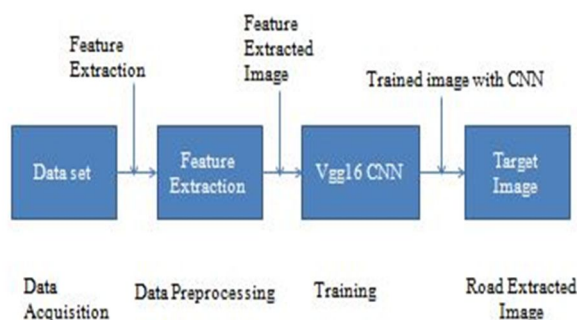 Feature
Extraction
Feature
Extracted
Image
Trained image with CNN
Data set
Feature
Extraction
Vgg16 CNN
Target
Image
Data
Acquisition
Data Preprocessing
Training
Road Extracted
Image